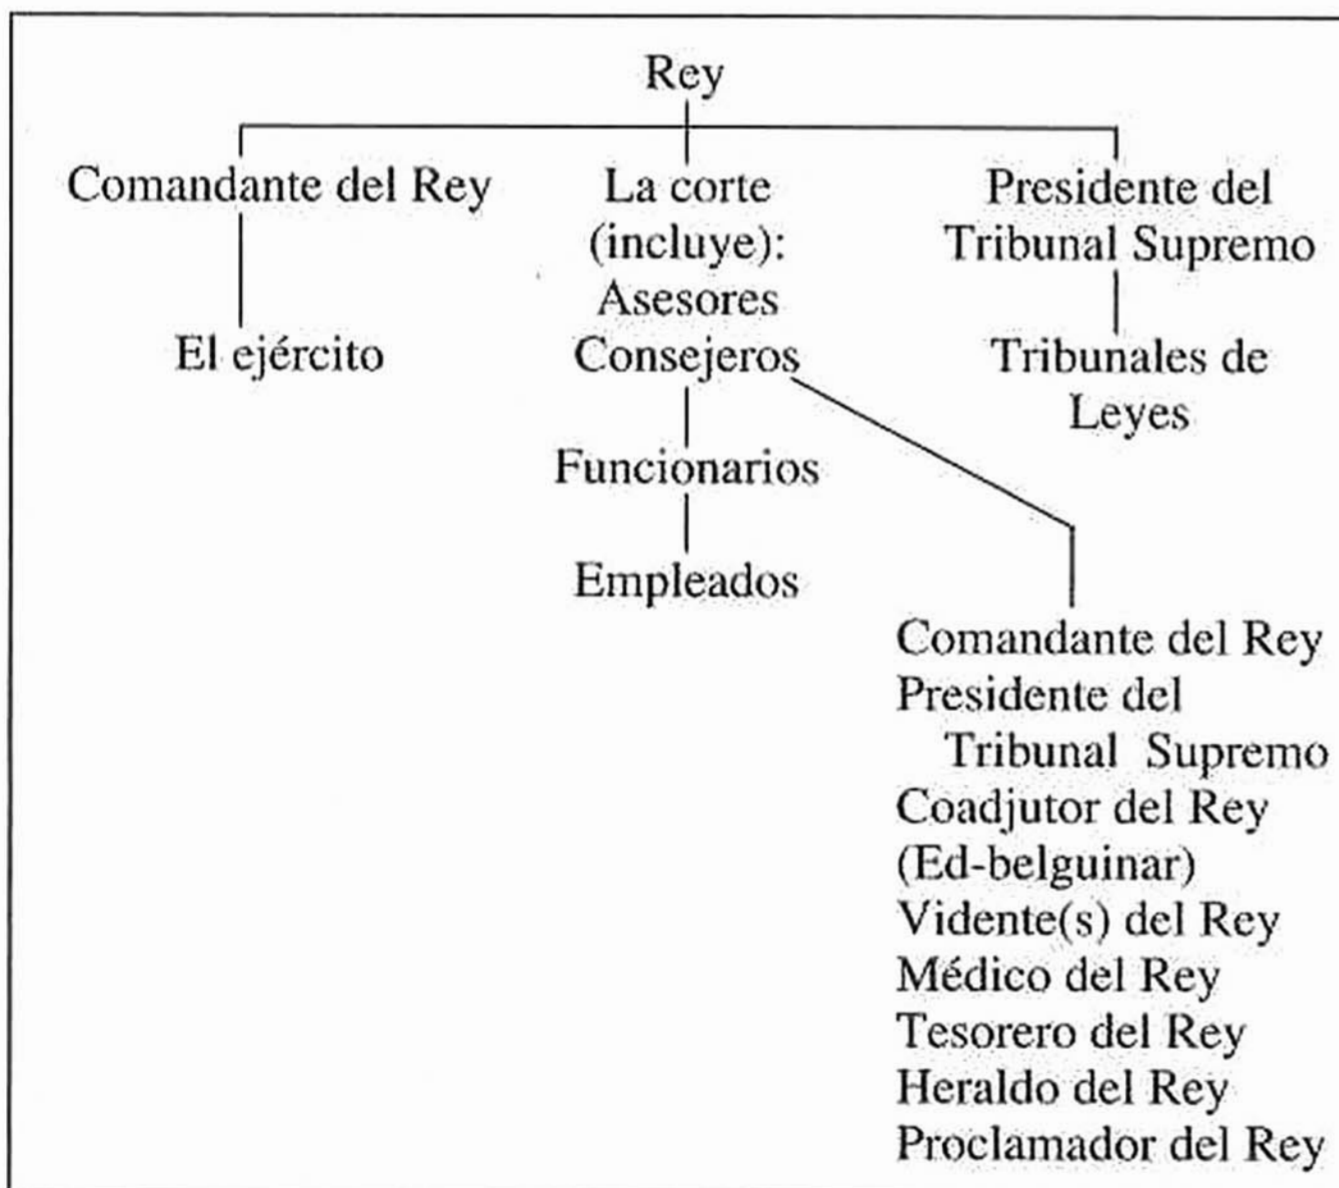 Rey
Comandante del Rey
La corte
(incluye):
Asesores
Consejeros
Presidente del
Tribunal Supremo
El ejército
Tribunales de
Leyes
Funcionarios
Empleados
Comandante del Rey
Presidente del
Tribunal Supremo
Coadjutor del Rey
(Ed-belguinar)
Vidente(s) del Rey
Médico del Rey
Tesorero del Rey
Heraldo del Rey
Proclamador del Rey